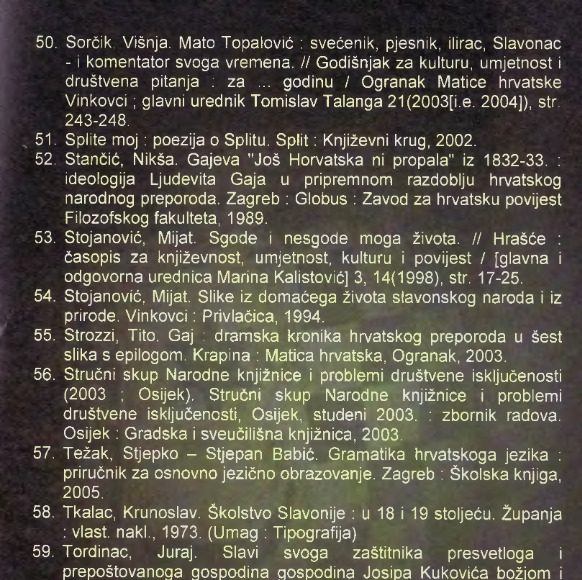 50. Sorčik. Višnja. Mato Topalović : svećenik, pjesnik, ilirac, Slavonac
- i komentator svoga vremena. // Godišnjak za kulturu, umjetnost i
društvena pitanja : za ... godinu / Ogranak Matice hrvatske
Vinkovci ; glavni urednik Tomislav Talanga 21(2003[i.e. 2004]), str.
243-248.
51. Splite moj : poezija o Splitu. Split : Književni krug, 2002.
52. Stančić, Nikša. Gajeva "Još Horvatska ni propala" iz 1832-33. :
ideologija Ljudevita Gaja u pripremnom razdoblju hrvatskog
narodnog preporoda. Zagreb : Globus : Zavod za hrvatsku povijest
Filozofskog fakulteta, 1989.
53. Stojanović, Mijat. Sgode i nesgode moga života. // Hrašće :
časopis za književnost, umjetnost, kulturu i povijest / [glavna i
odgovorna urednica Marina Kalistović] 3, 14(1998), str. 17-25.
54. Stojanović, Mijat. Slike iz domaćega života slavonskog naroda i iz
prirode. Vinkovci : Privlačica, 1994.
55. Strozzi, Tito. Gaj : dramska kronika hrvatskog preporoda u šest
slika s epilogom. Krapina : Matica hrvatska, Ogranak, 2003.
56. Stručni skup Narodne knjižnice i problemi društvene isključenosti
(2003 ; Osijek). Stručni skup Narodne knjižnice i problemi
društvene isključenosti, Osijek, studeni 2003. : zbornik radova.
Osijek : Gradska i sveučilišna knjižnica, 2003.
57. Težak, Stjepko – Stjepan Babić. Gramatika hrvatskoga jezika :
priručnik za osnovno jezično obrazovanje. Zagreb : Školska knjiga,
2005.
58. Tkalac, Krunoslav. Školstvo Slavonije : u 18 i 19 stoljeću. Županja
: vlast. nakl., 1973. (Umag : Tipografija)
59. Tordinac, Juraj. Slavi svoga zaštitnika presvetloga i
prepoštovanoga gospodina gospodina Josipa Kukovića božjom i